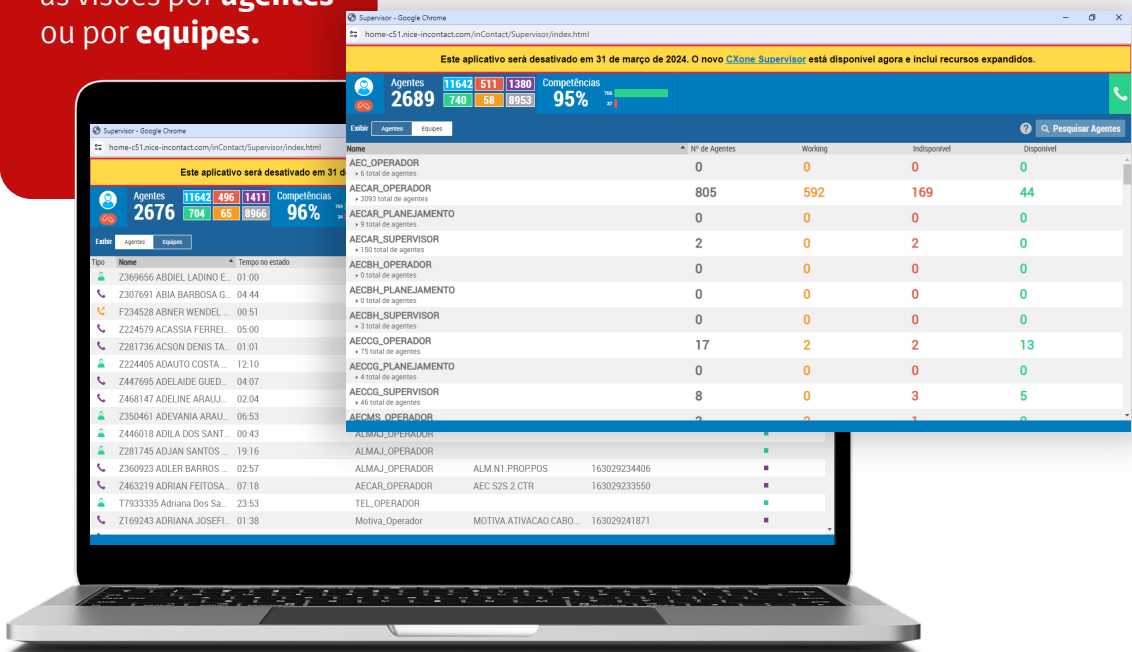 as visões por agentes
ou por equipes.
Supervisor - Google Chrome
home-c51.nice-incontact.com/inContact/Supervisor/index.html
Este aplicativo será desativado em 31 de março de 2024. O novo CXone Supervisor está disponível agora e inclui recursos expandidos.
Agentes 11642 511 1380 Competências
2689 740 58 8953 95%
Exibir Agentes Equipes Pesquisar Agentes
Nome Nº de Agentes Working Indisponível Disponível
AEC_OPERADOR 0 0 0 0
6 total de agentes
AECAR_OPERADOR 805 592 169 44
3093 total de agentes
AECAR_PLANEJAMENTO 0 0 0 0
9 total de agentes
AECAR_SUPERVISOR 2 0 2 0
150 total de agentes
AECBH_OPERADOR 0 0 0 0
0 total de agentes
AECBH_PLANEJAMENTO 0 0 0 0
0 total de agentes
AECBH_SUPERVISOR 0 0 0 0
3 total de agentes
AECCG_OPERADOR 17 2 2 13
75 total de agentes
AECCG_PLANEJAMENTO 0 0 0 0
4 total de agentes
AECCG_SUPERVISOR 8 0 3 5
46 total de agentes
AECMS_OPERADOR
Supervisor - Google Chrome
home-c51.nice-incontact.com/inContact/Supervisor/index.html
Este aplicativo será desativado em 31 d
Agentes 11642 496 1411 Competências
2676 704 65 8966 96%
Exibir Agentes Equipes
Tipo Nome Tempo no estado
Z369656 ABDIEL LADINO E... 01:00
Z307691 ABIA BARBOSA G... 04:44
F234528 ABNER WENDEL ... 00:51
Z224579 ACASSIA FERREI... 05:00
Z281736 ACSON DENIS TA... 01:01
Z224405 ADAUTO COSTA ... 12:10
Z447695 ADELAIDE GUED... 04:07
Z468147 ADELINE ARAUJ... 02:04
Z350461 ADEVANIA ARAU... 06:53
Z446018 ADILA DOS SANT... 00:43 ALMAJ_OPERADOR
Z281745 ADJAN SANTOS ... 19:16 ALMAJ_OPERADOR
Z360923 ADLER BARROS ... 02:57 ALMAJ_OPERADOR ALM.N1.PROP.POS 163029234406
Z463219 ADRIAN FEITOSA... 07:18 AECAR_OPERADOR AEC.S2S.2.CTR 163029233550
T7933335 Adriana Dos Sa... 23:53 TEL_OPERADOR
Z169243 ADRIANA JOSEFI... 01:38 Motiva_Operador MOTIVA.ATIVACAO.CABO.... 163029241871